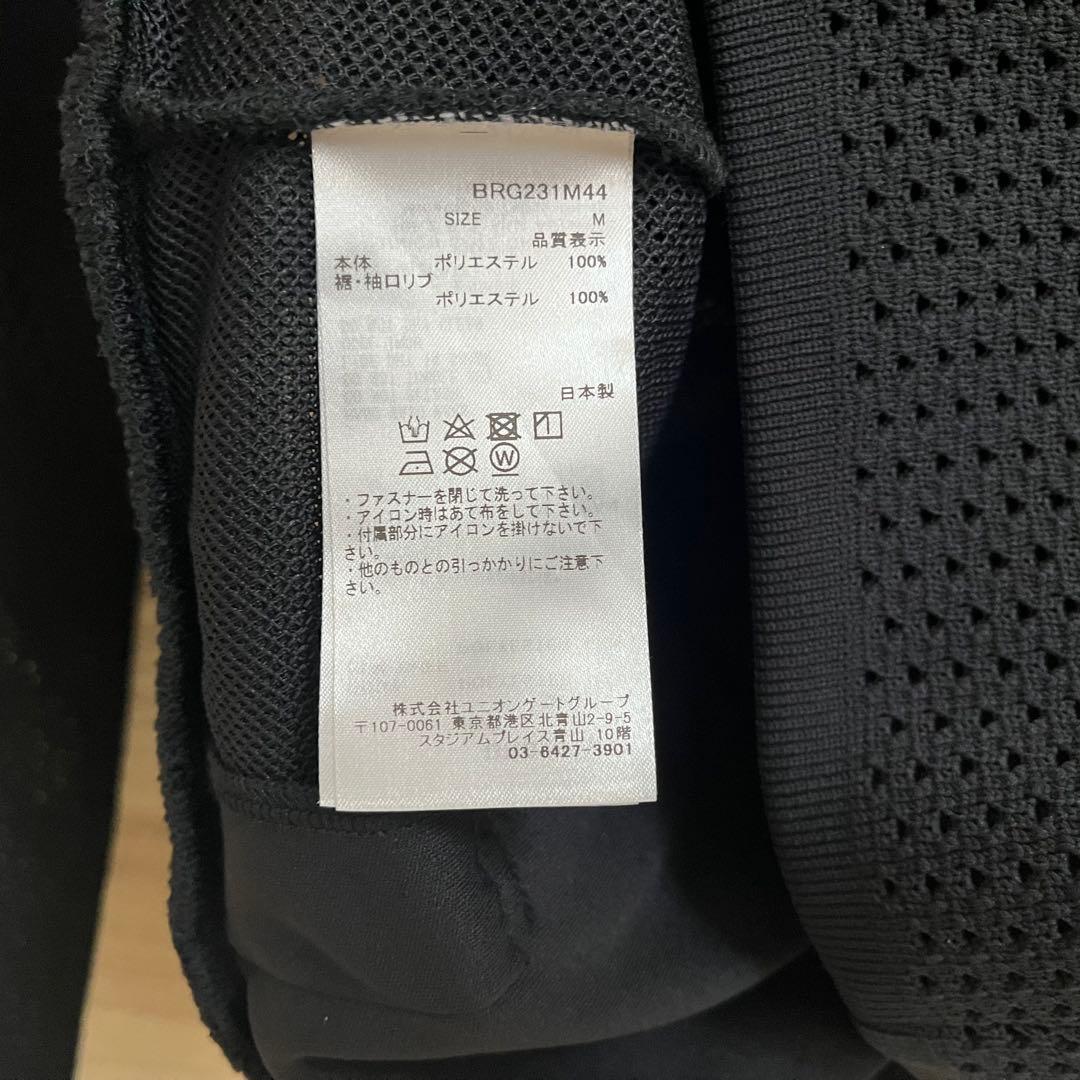 BRG231M44
SIZE M
品質表示
本体 ポリエステル 100%
裾・袖口リブ
ポリエステル 100%
日本製
W
・ファスナーを閉じて洗って下さい。
・アイロン時はあて布をして下さい。
・付属部分にアイロンを掛けないで下
さい。
・他のものとの引っかかりにご注意下
さい。
株式会社ユニオンゲートグループ
〒107-0061 東京都港区北青山2-9-5
スタジアムプレイス青山 10階
03-6427-3901